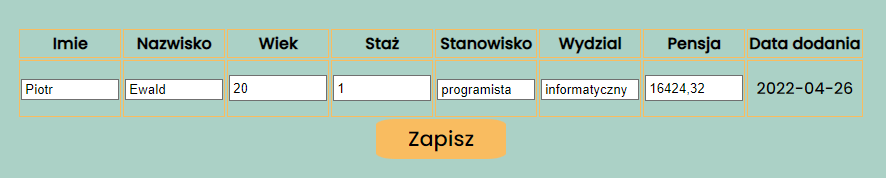 Imie Nazwisko Wiek Staż Stanowisko Wydzial Pensja Data dodania
Piotr Ewald 20 1 programista informatyczny 16424,32 2022-04-26
Zapisz